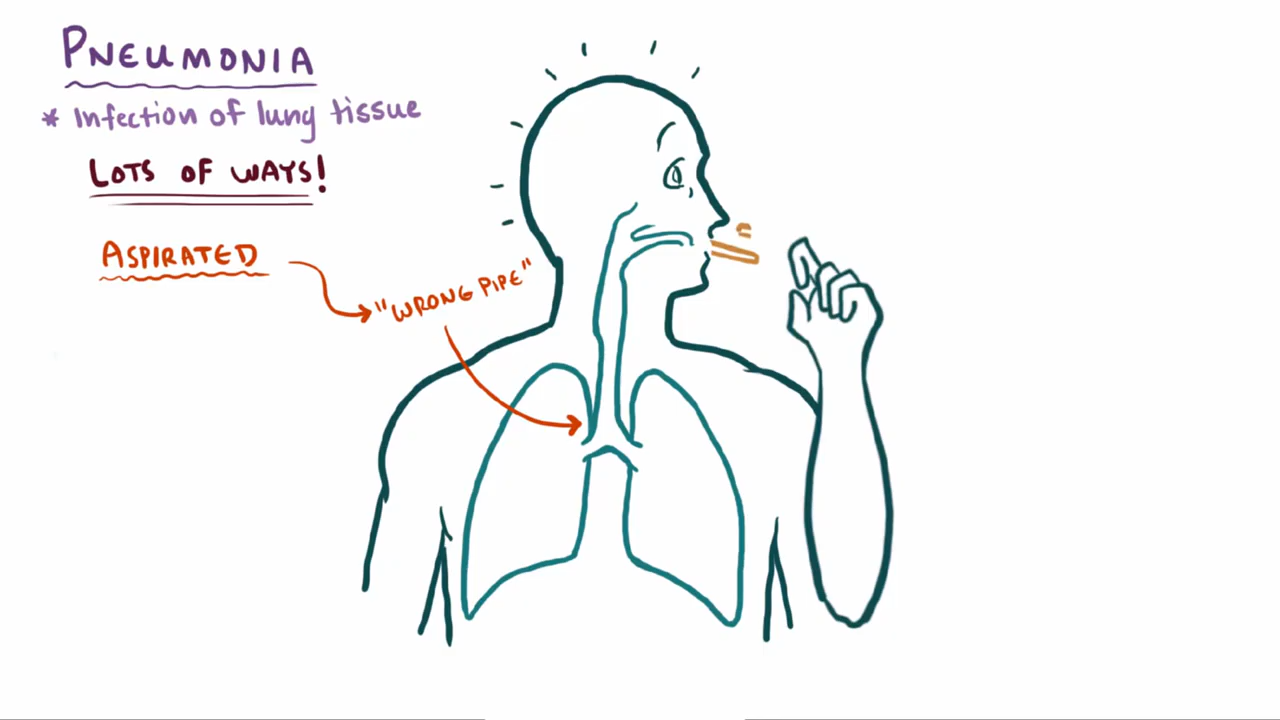 PNEUMONIA
* Infection of lung tissue
LOTS OF WAYS!
ASPIRATED
"WRONG PIPE"